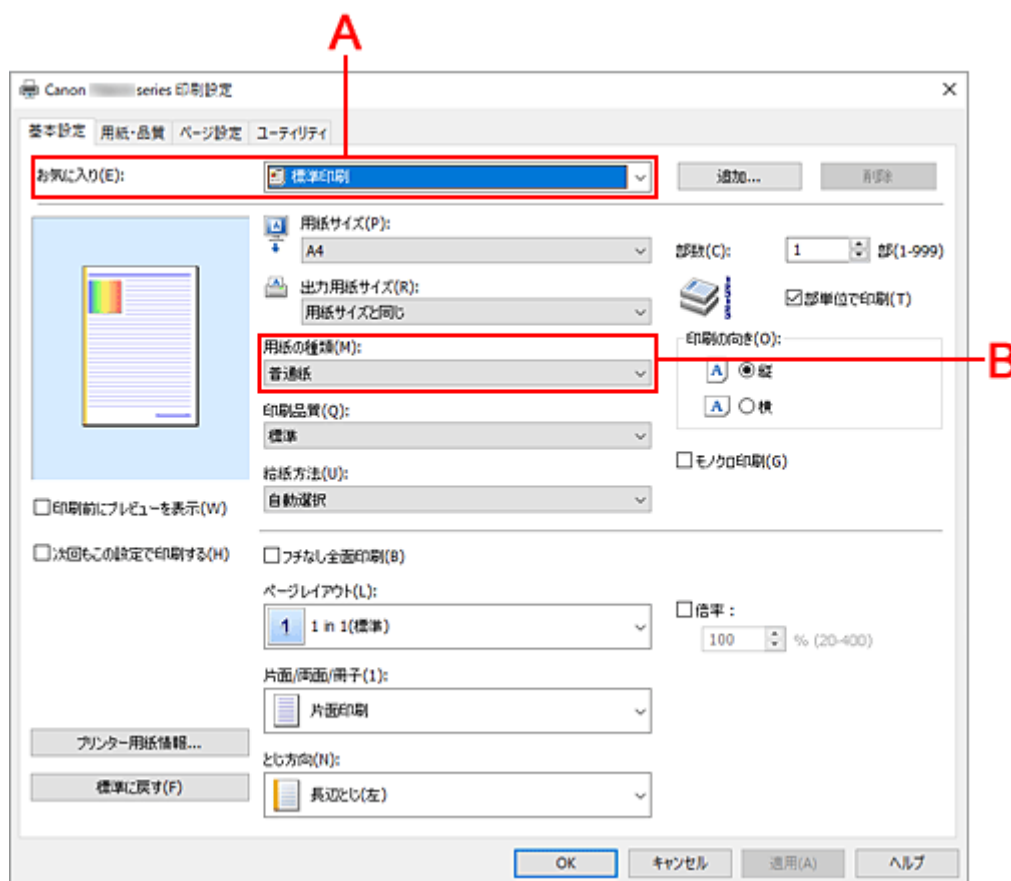 A
Canon series 印刷設定
基本設定 用紙・品質 ページ設定 ユーティリティ
お気に入り(E): 標準印刷 追加... 削除
用紙サイズ(P):
A4
部数(C): 1 部(1-999)
出力用紙サイズ(R):
用紙サイズと同じ
部単位で印刷(T)
用紙の種類(M):
普通紙
B
印刷の向き(O):
A 縦
A 横
印刷品質(Q):
標準
モノクロ印刷(G)
給紙方法(U):
自動選択
印刷前にプレビューを表示(W)
次回もこの設定で印刷する(H)
フチなし全面印刷(B)
ページレイアウト(L):
1 1 in 1(標準)
倍率：
100 % (20-400)
片面/両面/冊子(1):
片面印刷
プリンター用紙情報...
とじ方向(N):
標準に戻す(F)
長辺とじ(左)
OK キャンセル 適用(A) ヘルプ